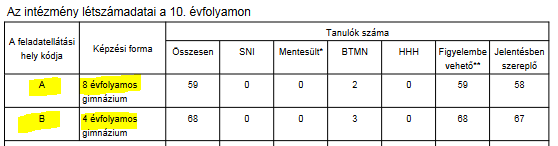 Az intézmény létszámadatai a 10. évfolyamon
A feladatellátási hely kódja
Képzési forma
Tanulók száma
Összesen
SNI
Mentesült*
BTMN
HHH
Figyelembe vehető**
Jelentésben szereplő
A
8 évfolyamos gimnázium
59
0
0
2
0
59
58
B
4 évfolyamos gimnázium
68
0
0
3
0
68
67